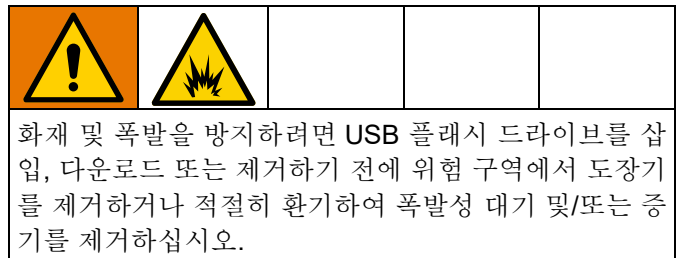 화재 및 폭발을 방지하려면 USB 플래시 드라이브를 삽
입, 다운로드 또는 제거하기 전에 위험 구역에서 도장기
를 제거하거나 적절히 환기하여 폭발성 대기 및/또는 증
기를 제거하십시오.